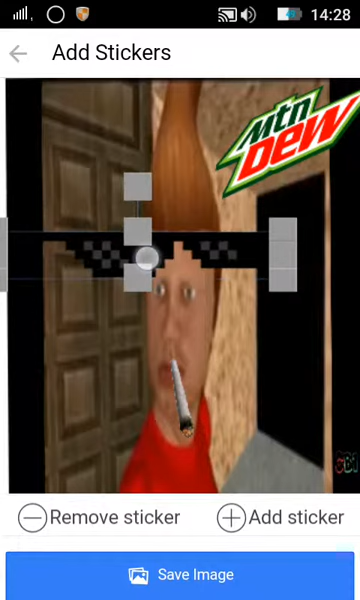 14:28
Add Stickers
Mtn
DEW
Remove sticker
Add sticker
Save Image